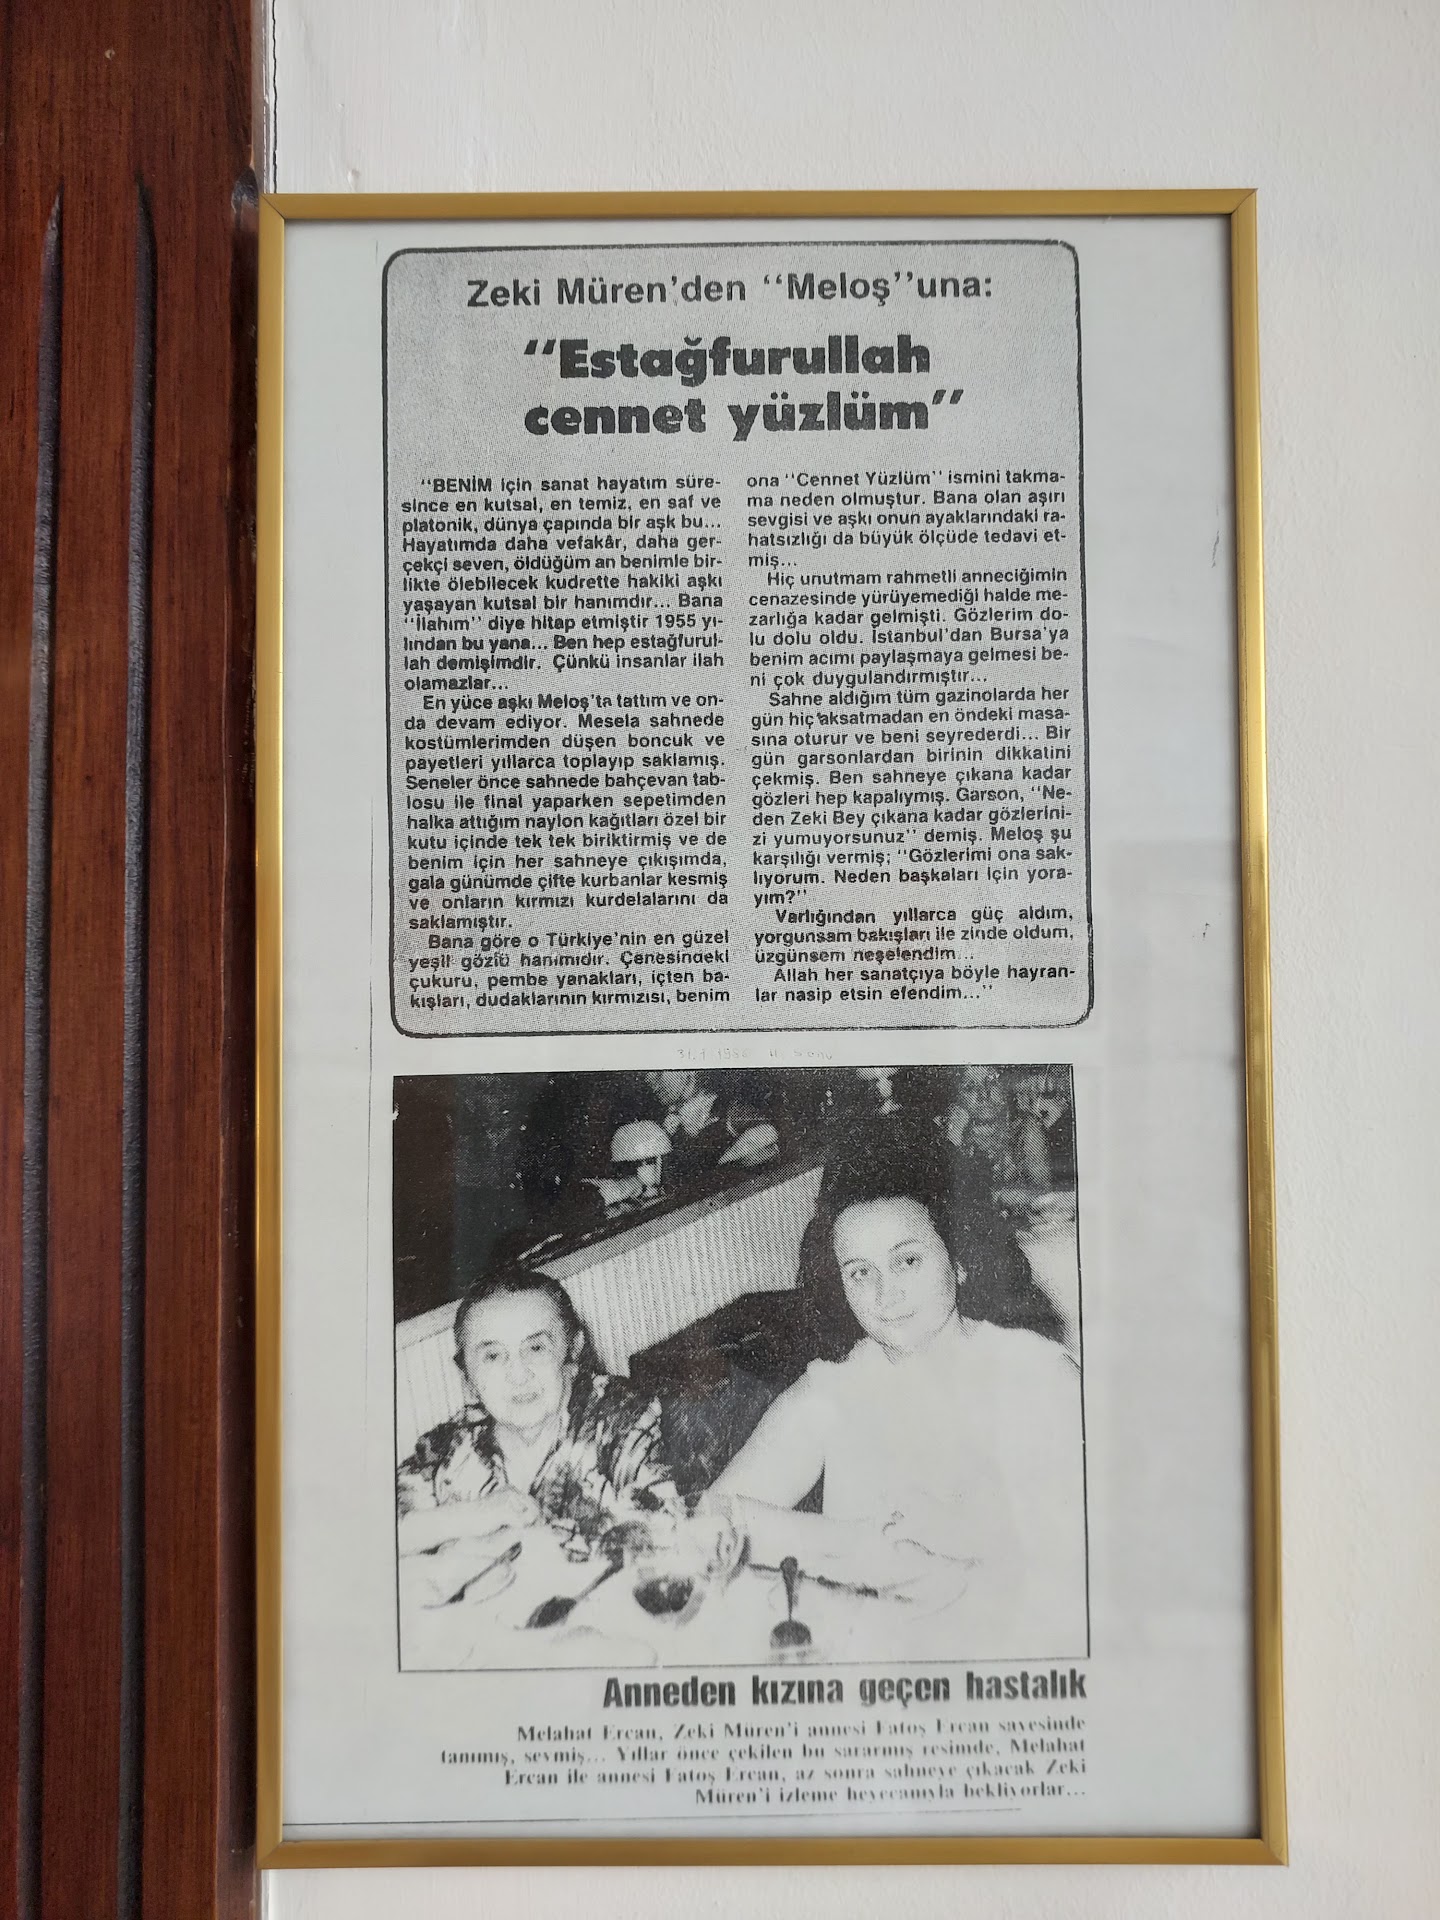 Zeki Müren'den “Meloş”una:
“Estağfurullah
cennet yüzlüm”
“BENİM için sanat hayatım süre-
since en kutsal, en temiz, en saf ve
platonik, dünya çapında bir aşk bu...
Hayatımda daha vefakâr, daha ger-
çekçi seven, öldüğüm an benimle bir-
likte ölebilecek kudrette hakiki aşkı
yaşayan kutsal bir hanımdır... Bana
“İlahım” diye hitap etmiştir 1955 yı-
lından bu yana... Ben hep estağfurul-
lah demişimdir. Çünkü insanlar ilah
olamazlar...
En yüce aşkı Meloş'ta tattım ve on-
da devam ediyor. Mesela sahnede
kostümlerimden düşen boncuk ve
payetleri yıllarca toplayıp saklamış.
Seneler önce sahnede bahçevan tab-
losu ile final yaparken sepetimden
halka attığım naylon kağıtları özel bir
kutu içinde tek tek biriktirmiş ve de
benim için her sahneye çıkışımda,
gala günümde çifte kurbanlar kesmiş
ve onların kırmızı kurdelalarını da
saklamıştır.
Bana göre o Türkiye'nin en güzel
yeşil gözlü hanımıdır. Çenesindeki
çukuru, pembe yanakları, içten ba-
kışları, dudaklarının kırmızısı, benim
ona “Cennet Yüzlüm” ismini takma-
ma neden olmuştur. Bana olan aşırı
sevgisi ve aşkı onun ayaklarındaki ra-
hatsızlığı da büyük ölçüde tedavi et-
miş...
Hiç unutmam rahmetli anneciğimin
cenazesinde yürüyemediği halde me-
zarlığa kadar gelmişti. Gözlerim do-
lu dolu oldu. İstanbul'dan Bursa'ya
benim acımı paylaşmaya gelmesi be-
ni çok duygulandırmıştır...
Sahne aldığım tüm gazinolarda her
gün hiç aksatmadan en öndeki masa-
sına oturur ve beni seyrederdi... Bir
gün garsonlardan birinin dikkatini
çekmiş. Ben sahneye çıkana kadar
gözleri hep kapalıymış. Garson, “Ne-
den Zeki Bey çıkana kadar gözlerini-
zi yumuyorsunuz” demiş. Meloş şu
karşılığı vermiş; “Gözlerimi ona sak-
lıyorum. Neden başkaları için yora-
yım?”
Varlığından yıllarca güç aldım,
yorgunsam bakışları ile zinde oldum,
üzgünsem neşelendim...
Allah her sanatçıya böyle hayran-
lar nasip etsin efendim...”
Anneden kızına geçen hastalık
Melahat Ercan, Zeki Müren'i annesi Fatoş Ercan sayesinde
tanımış, sevmiş... Yıllar önce çekilen bu sararmış resimde, Melahat
Ercan ile annesi Fatoş Ercan, az sonra sahneye çıkacak Zeki
Müren'i izleme heyecanıyla bekliyorlar...